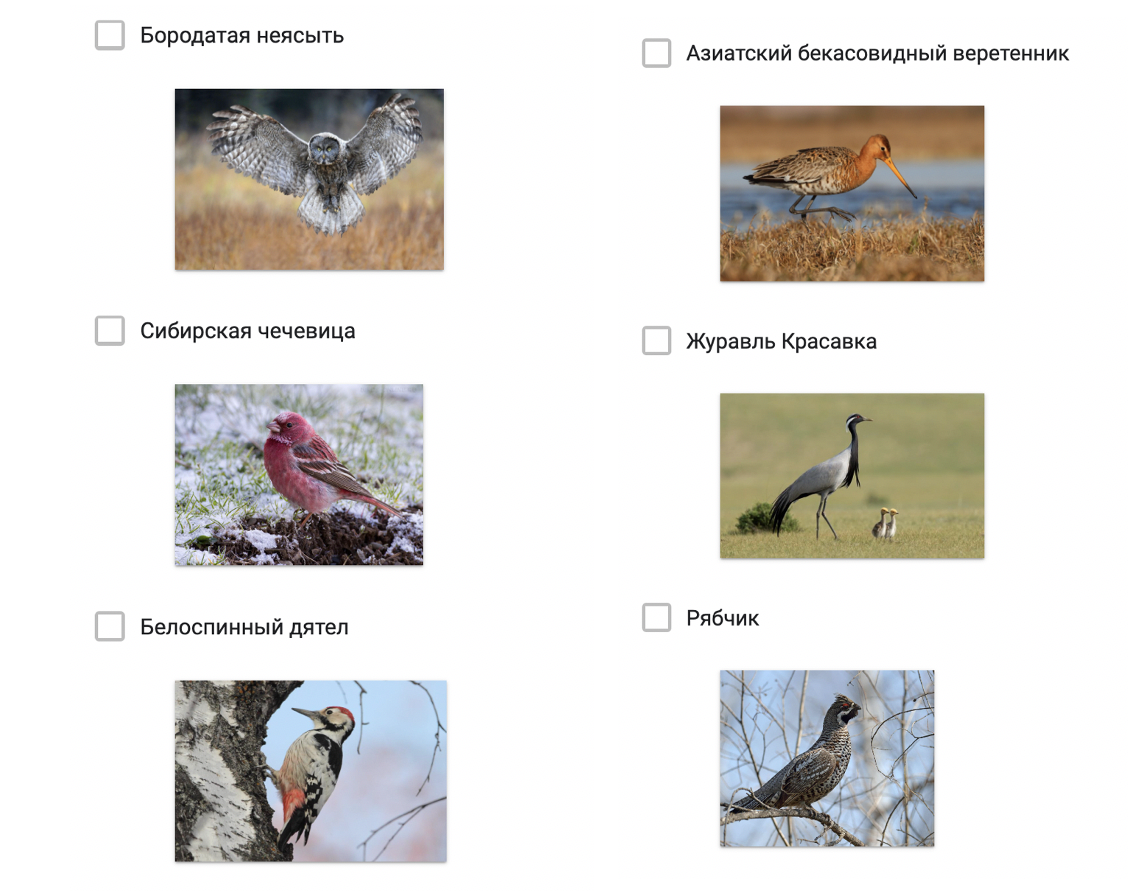 Бородатая неясыть
Азиатский бекасовидный веретенник
Сибирская чечевица
Журавль Красавка
Белоспинный дятел
Рябчик